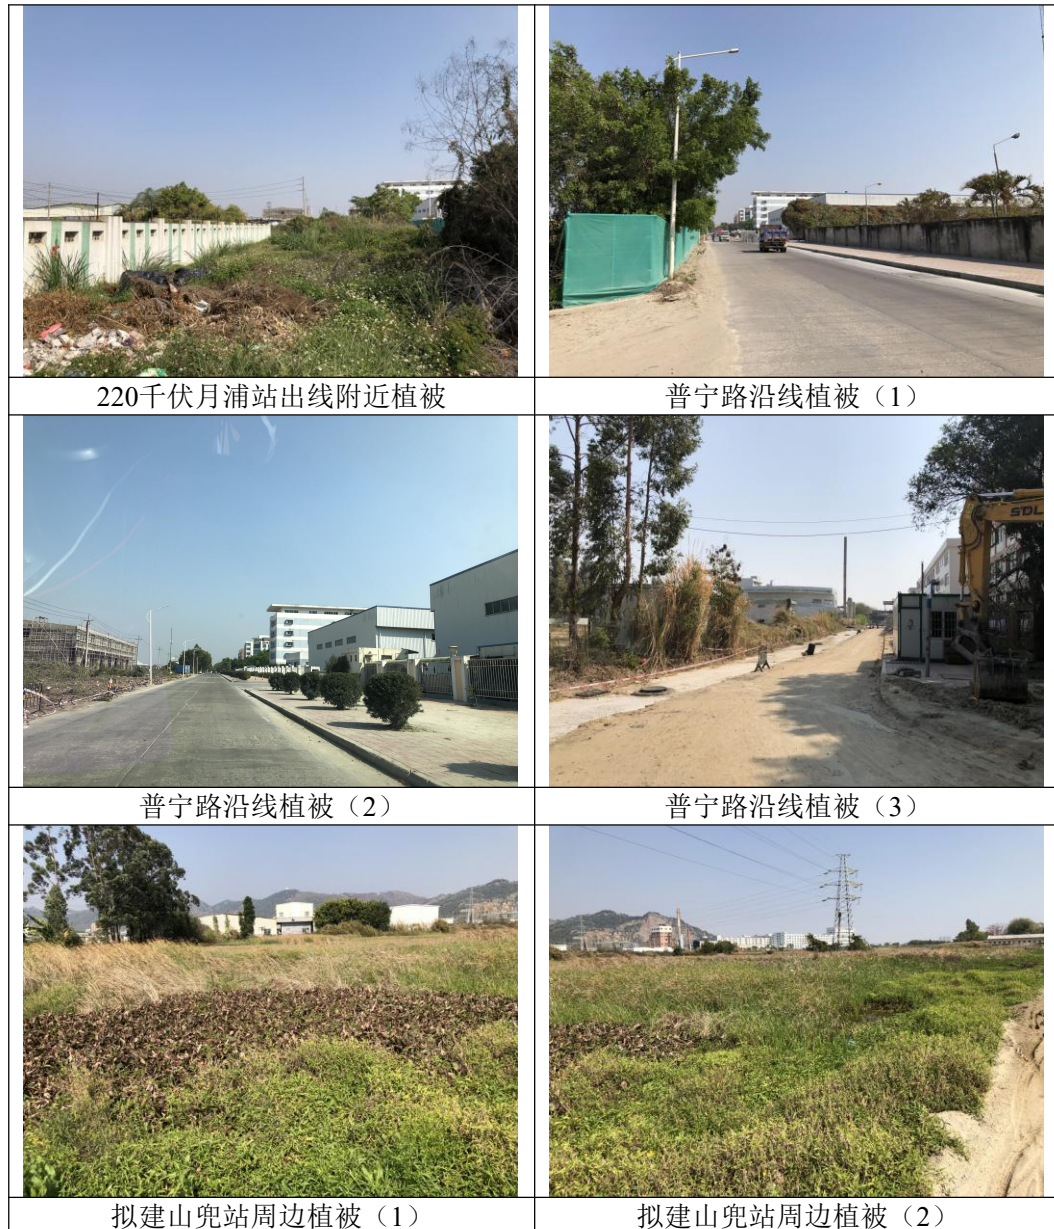 220千伏月浦站出线附近植被
普宁路沿线植被（1）
普宁路沿线植被（2）
SDL
普宁路沿线植被（3）
拟建山兜站周边植被（1）
拟建山兜站周边植被（2）